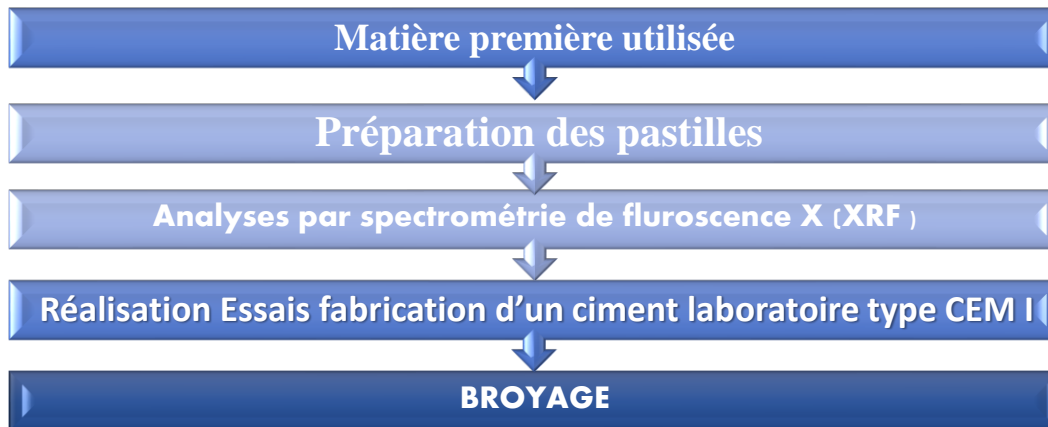 Matière première utilisée
Préparation des pastilles
Analyses par spectrométrie de fluroscence X (XRF )
Réalisation Essais fabrication d’un ciment laboratoire type CEM I
BROYAGE